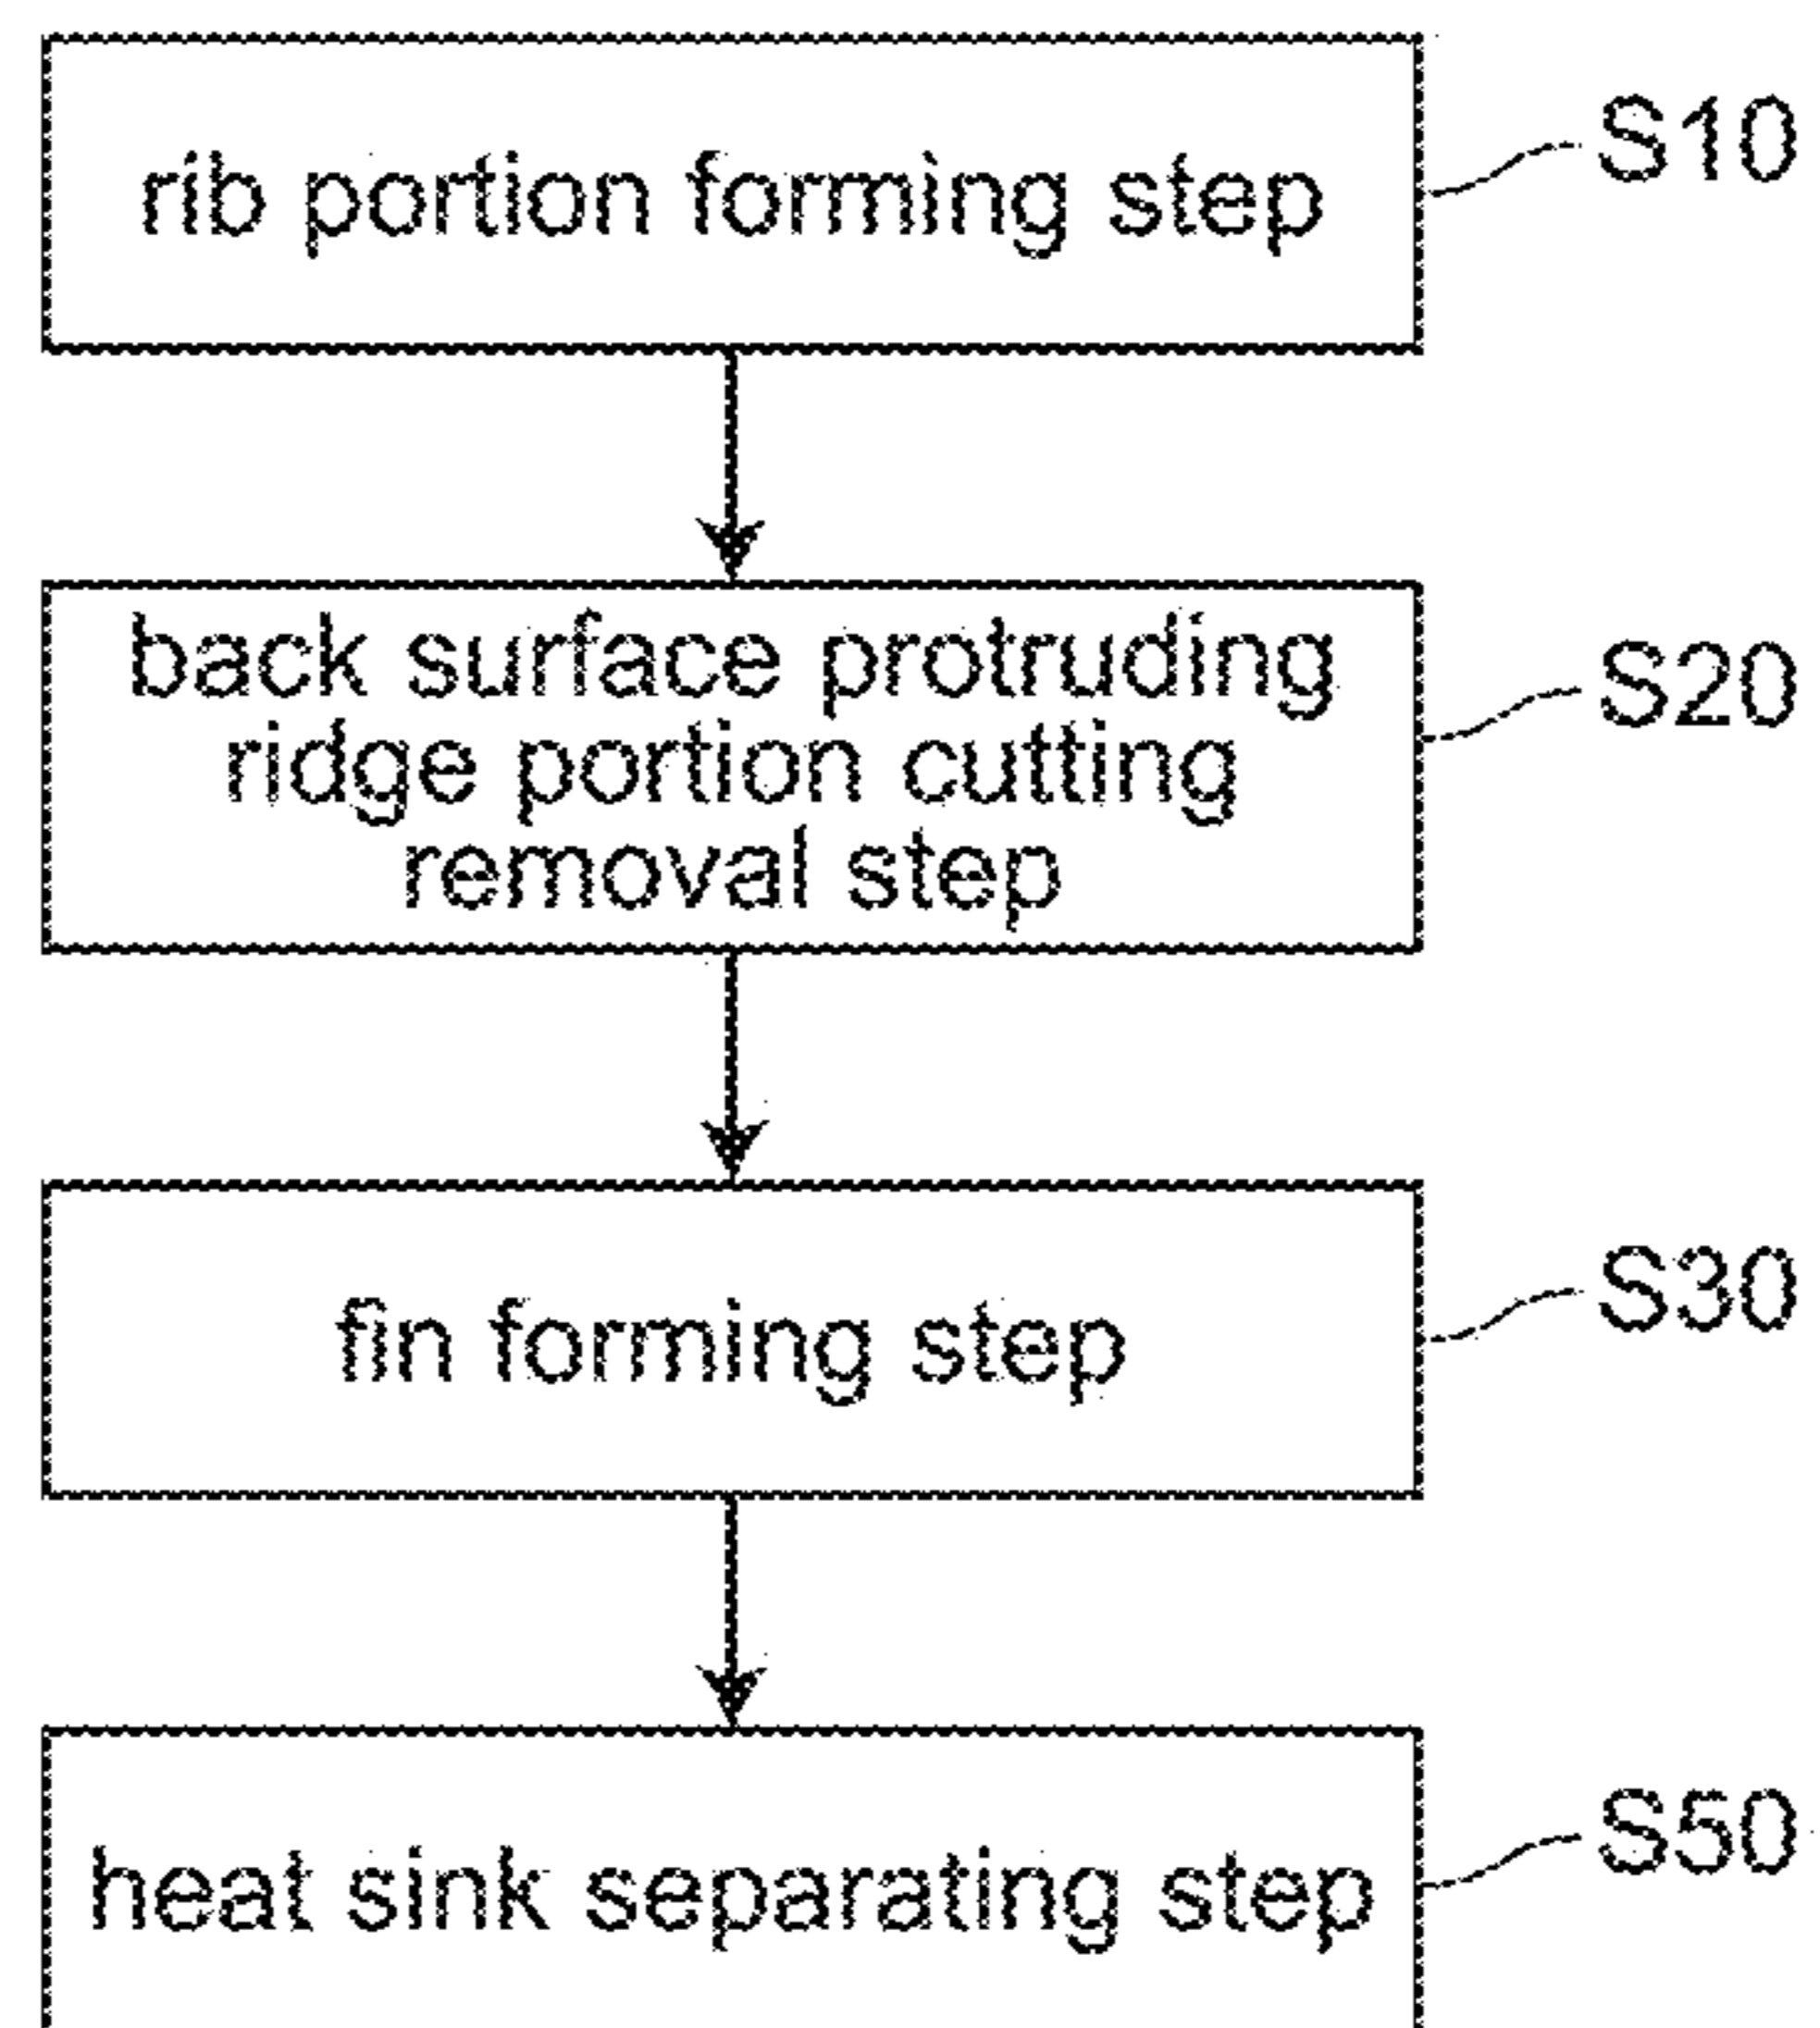 rib portion forming step
S10
back surface protruding
ridge portion cutting
removal step
S20
fin forming step
S30
heat sink separating step
S50